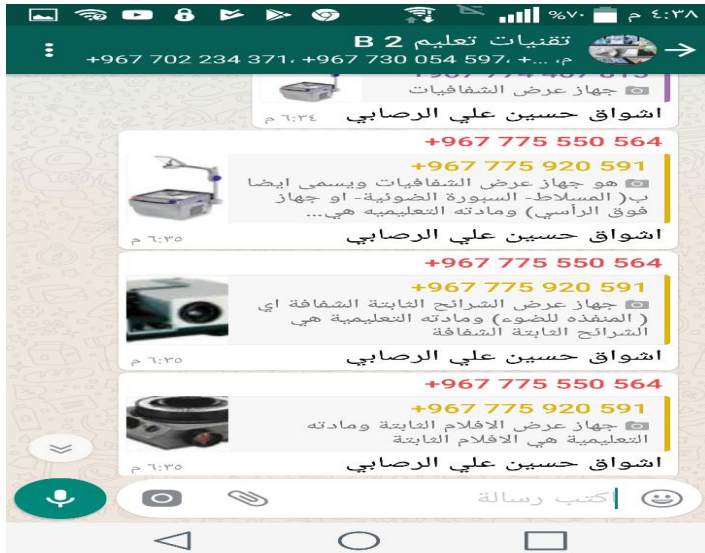 ٤:٣٨ م %٧٠
تقنيات تعليم 2 B
+967 702 234 371، +967 730 054 597، +... م،
جهاز عرض الشفافيات
اشواق حسين علي الرصابي
٦:٣٤ م
+967 775 550 564
+967 775 920 591
هو جهاز عرض الشفافيات ويسمى ايضا
ب( المسلاط- السبورة الضوئية- او جهاز
فوق الرأسي) ومادته التعليميه هي...
اشواق حسين علي الرصابي
٦:٣٥ م
+967 775 550 564
+967 775 920 591
جهاز عرض الشرائح الثابتة الشفافة اي
( المنفذه للضوء) ومادته التعليمية هي
الشرائح الثابتة الشفافة
اشواق حسين علي الرصابي
٦:٣٥ م
+967 775 550 564
+967 775 920 591
جهاز عرض الافلام الثابتة ومادته
التعليمية هي الافلام الثابتة
اشواق حسين علي الرصابي
٦:٣٥ م
اكتب رسالة